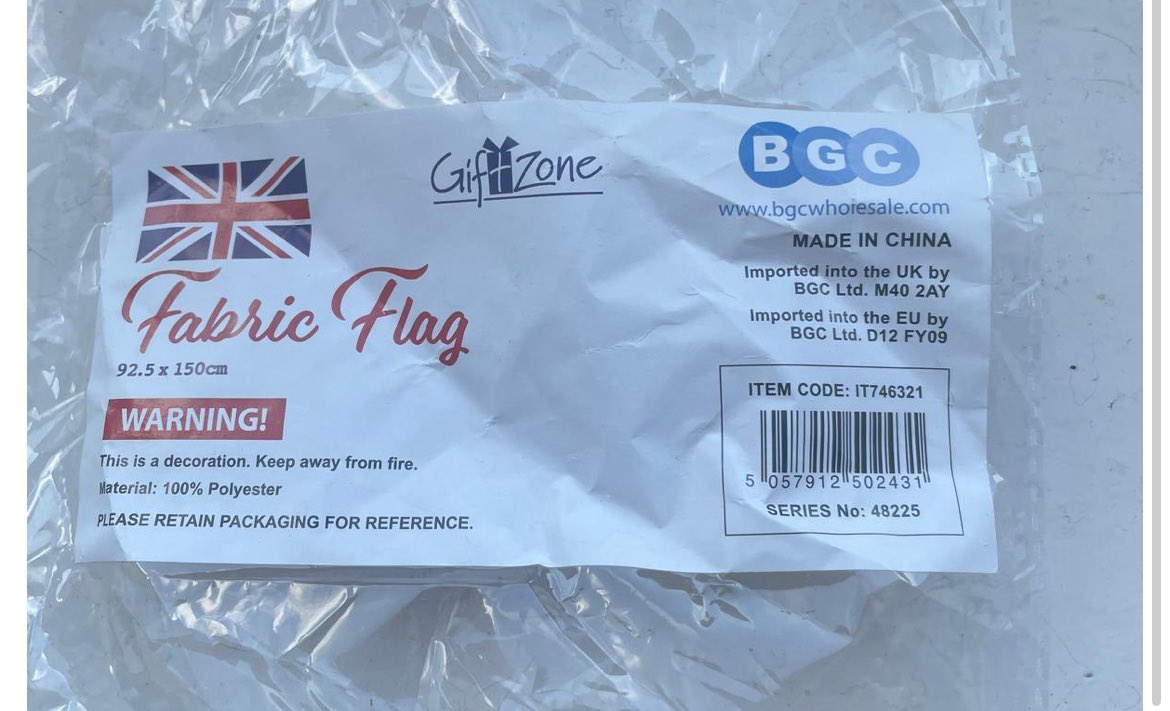 Gift Zone
BGC
www.bgcwholesale.com
MADE IN CHINA
Imported into the UK by
BGC Ltd. M40 2AY
Imported into the EU by
BGC Ltd. D12 FY09
Fabric Flag
92.5 x 150cm
WARNING!
This is a decoration. Keep away from fire.
Material: 100% Polyester
PLEASE RETAIN PACKAGING FOR REFERENCE.
ITEM CODE: IT746321
5 057912 502431
SERIES No: 48225